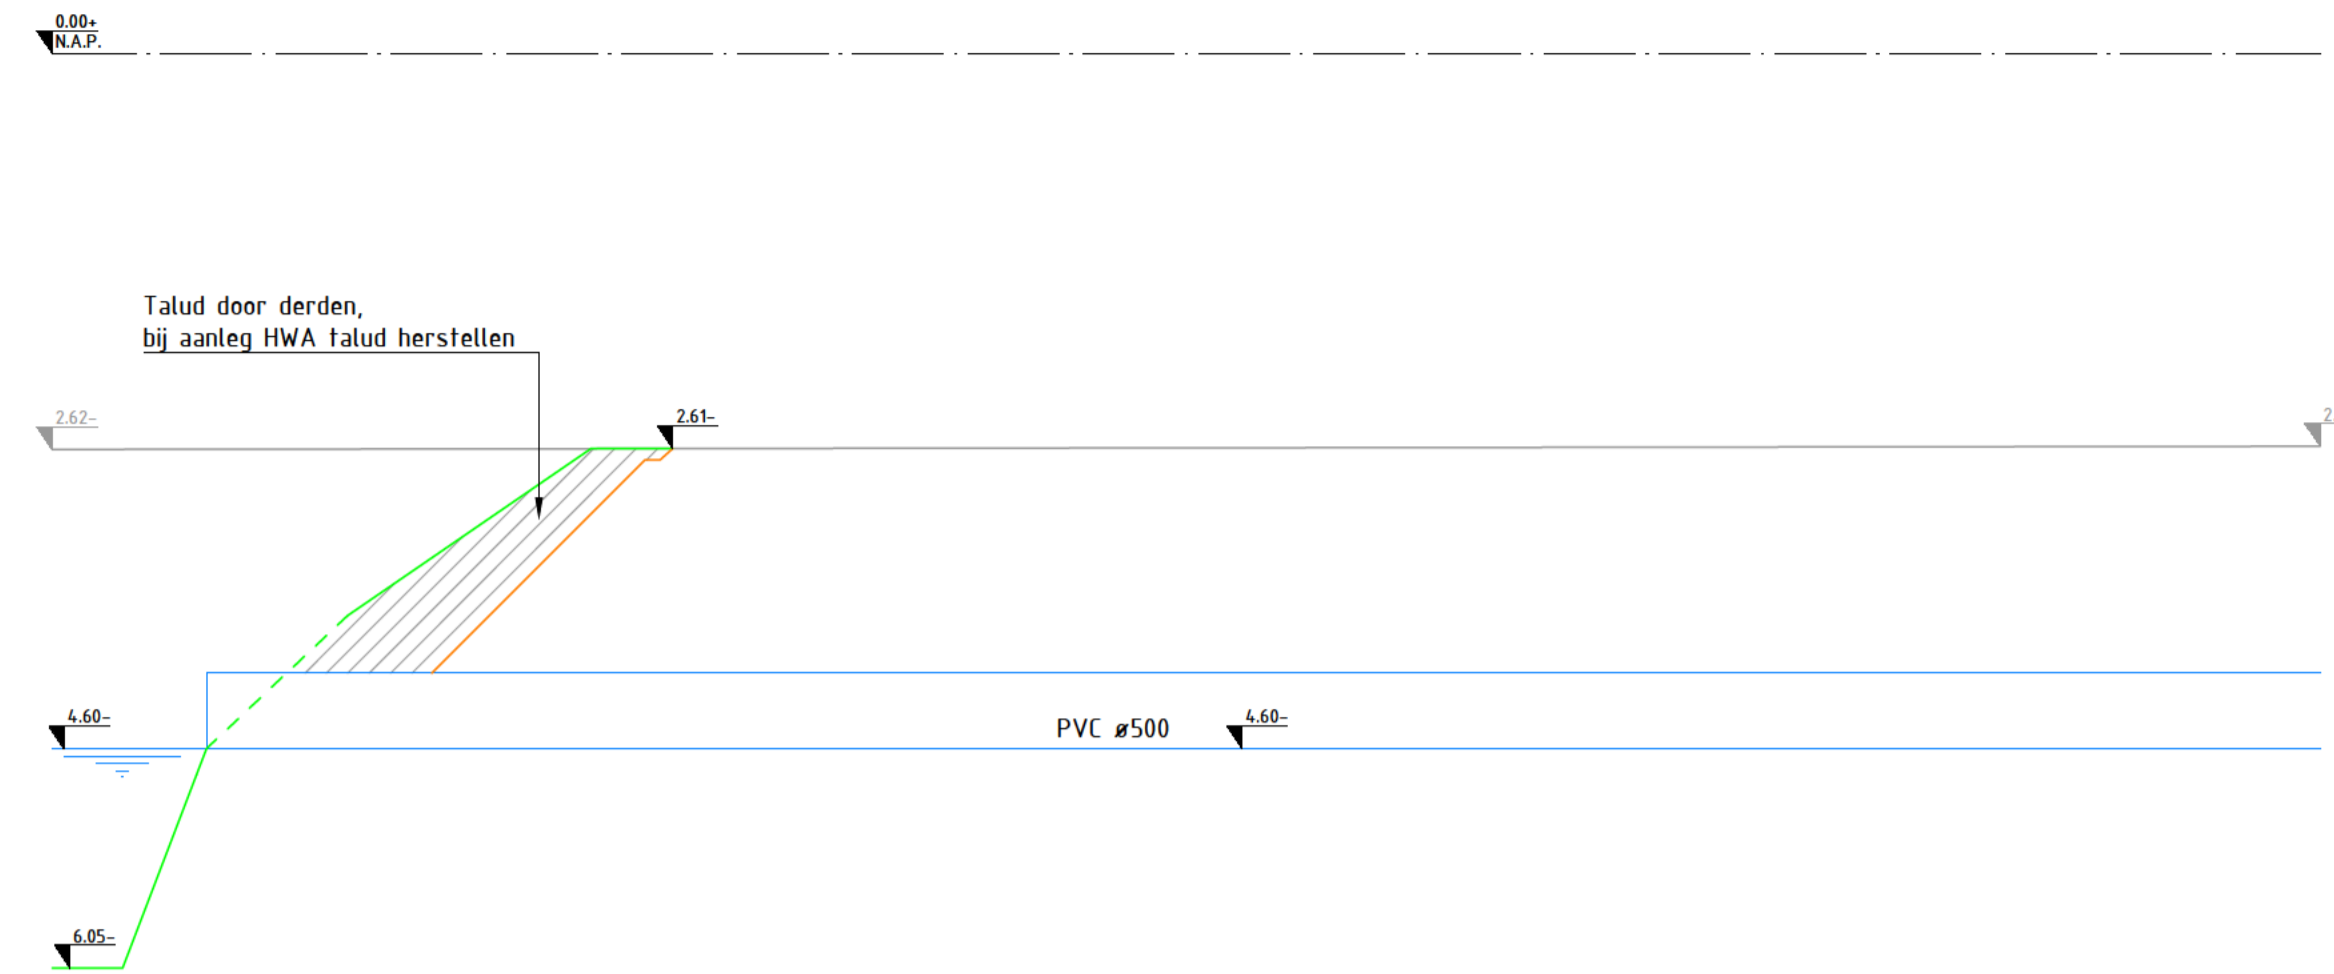 0.00+
N.A.P.
Talud door derden,
bij aanleg HWA talud herstellen
2.62-
2.61-
2
4.60-
PVC ø500
4.60-
6.05-